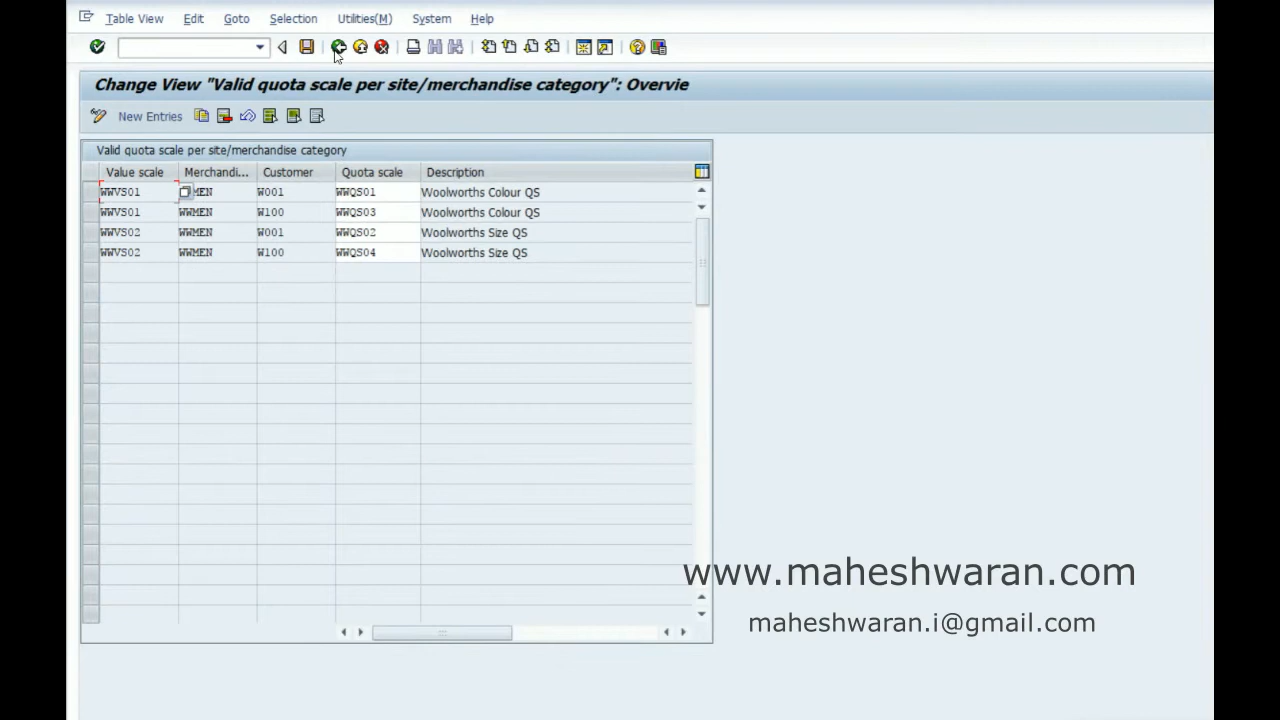 Table View Edit Goto Selection Utilities(M) System Help
Change View "Valid quota scale per site/merchandise category": Overvie
New Entries
Valid quota scale per site/merchandise category
Value scale Merchandi... Customer Quota scale Description
WWVS01 MEN W001 WWQS01 Woolworths Colour QS
WWVS01 WWMEN W100 WWQS03 Woolworths Colour QS
WWVS02 WWMEN W001 WWQS02 Woolworths Size QS
WWVS02 WWMEN W100 WWQS04 Woolworths Size QS
www.maheshwaran.com
maheshwaran.i@gmail.com